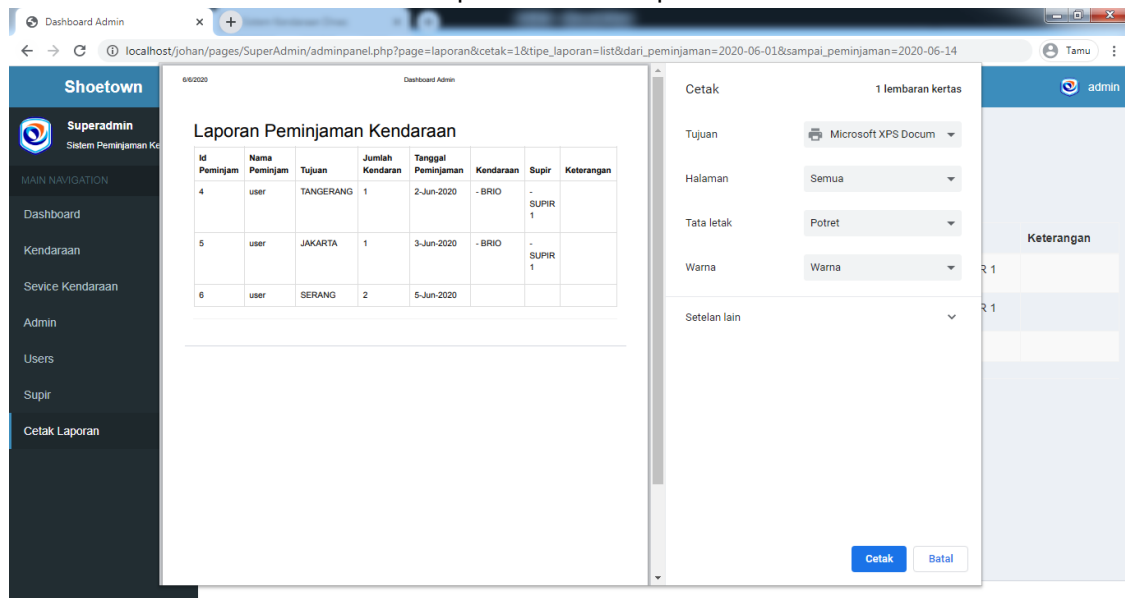 Dashboard Admin
localhost/johan/pages/SuperAdmin/adminpanel.php?page=laporan&cetak=1&tipe_laporan=list&dari_peminjaman=2020-06-01&sampai_peminjaman=2020-06-14
Tamu
Shoetown
admin
Superadmin
Sistem Peminjaman Ke
MAIN NAVIGATION
Dashboard
Kendaraan
Sevice Kendaraan
Admin
Users
Supir
Cetak Laporan
6/6/2020 Dashboard Admin
Laporan Peminjaman Kendaraan
Id Peminjam Nama Peminjam Tujuan Jumlah Kendaran Tanggal Peminjaman Kendaraan Supir Keterangan
4 user TANGERANG 1 2-Jun-2020 - BRIO - SUPIR 1
5 user JAKARTA 1 3-Jun-2020 - BRIO - SUPIR 1
6 user SERANG 2 5-Jun-2020
Cetak 1 lembaran kertas
Tujuan Microsoft XPS Docum
Halaman Semua
Tata letak Potret
Warna Warna
Setelan lain
Cetak Batal
Keterangan
R 1
R 1